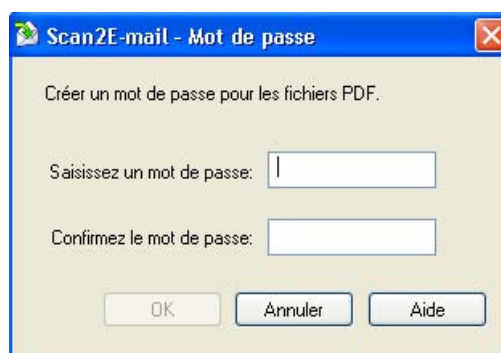 Scan2E-mail - Mot de passe
Créer un mot de passe pour les fichiers PDF.
Saisissez un mot de passe:
Confirmez le mot de passe:
OK Annuler Aide